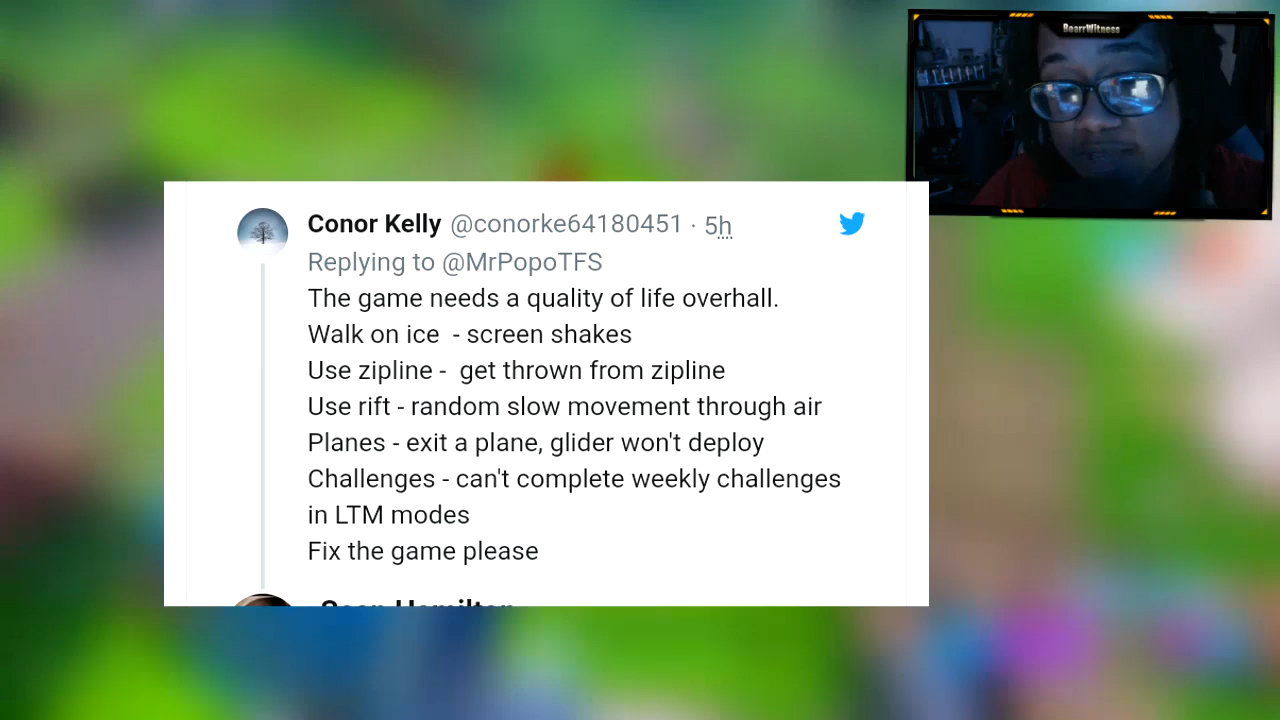 BearrWitness
Conor Kelly @conorke64180451 · 5h
Replying to @MrPopoTFS
The game needs a quality of life overhall.
Walk on ice - screen shakes
Use zipline - get thrown from zipline
Use rift - random slow movement through air
Planes - exit a plane, glider won't deploy
Challenges - can't complete weekly challenges
in LTM modes
Fix the game please
Sean Hamilton